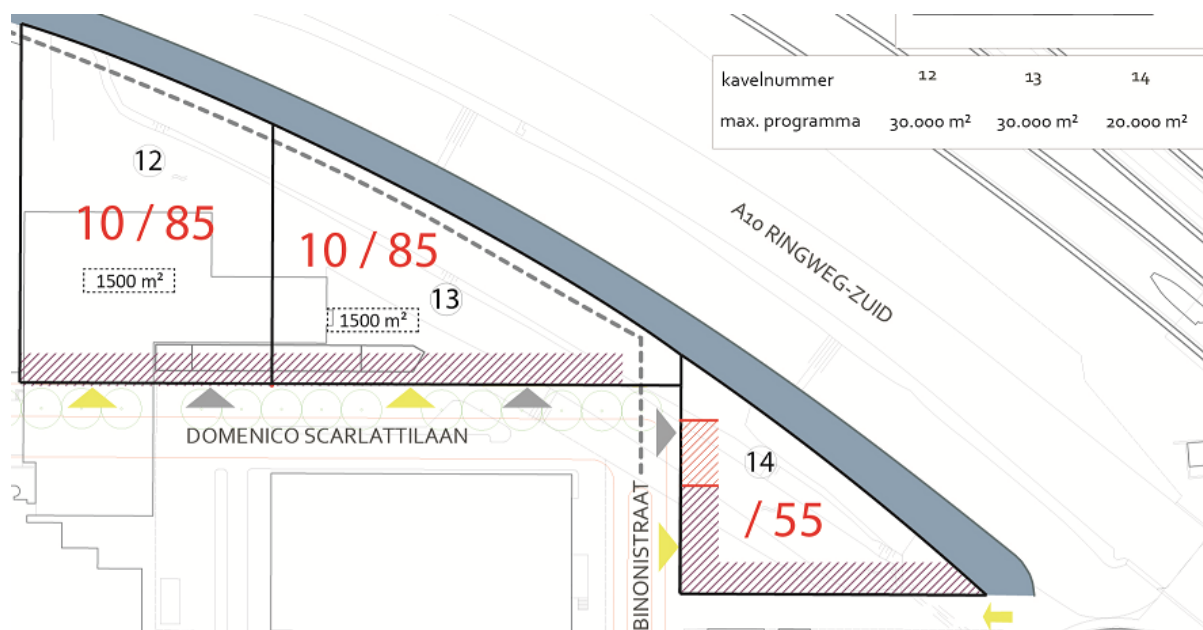 kavelnummer 12 13 14
max. programma 30.000 m² 30.000 m² 20.000 m²
12
10 / 85
1500 m²
10 / 85
13
1500 m²
A10 RINGWEG-ZUID
DOMENICO SCARLATTILAAN
14
/ 55
BINONISTRAAT